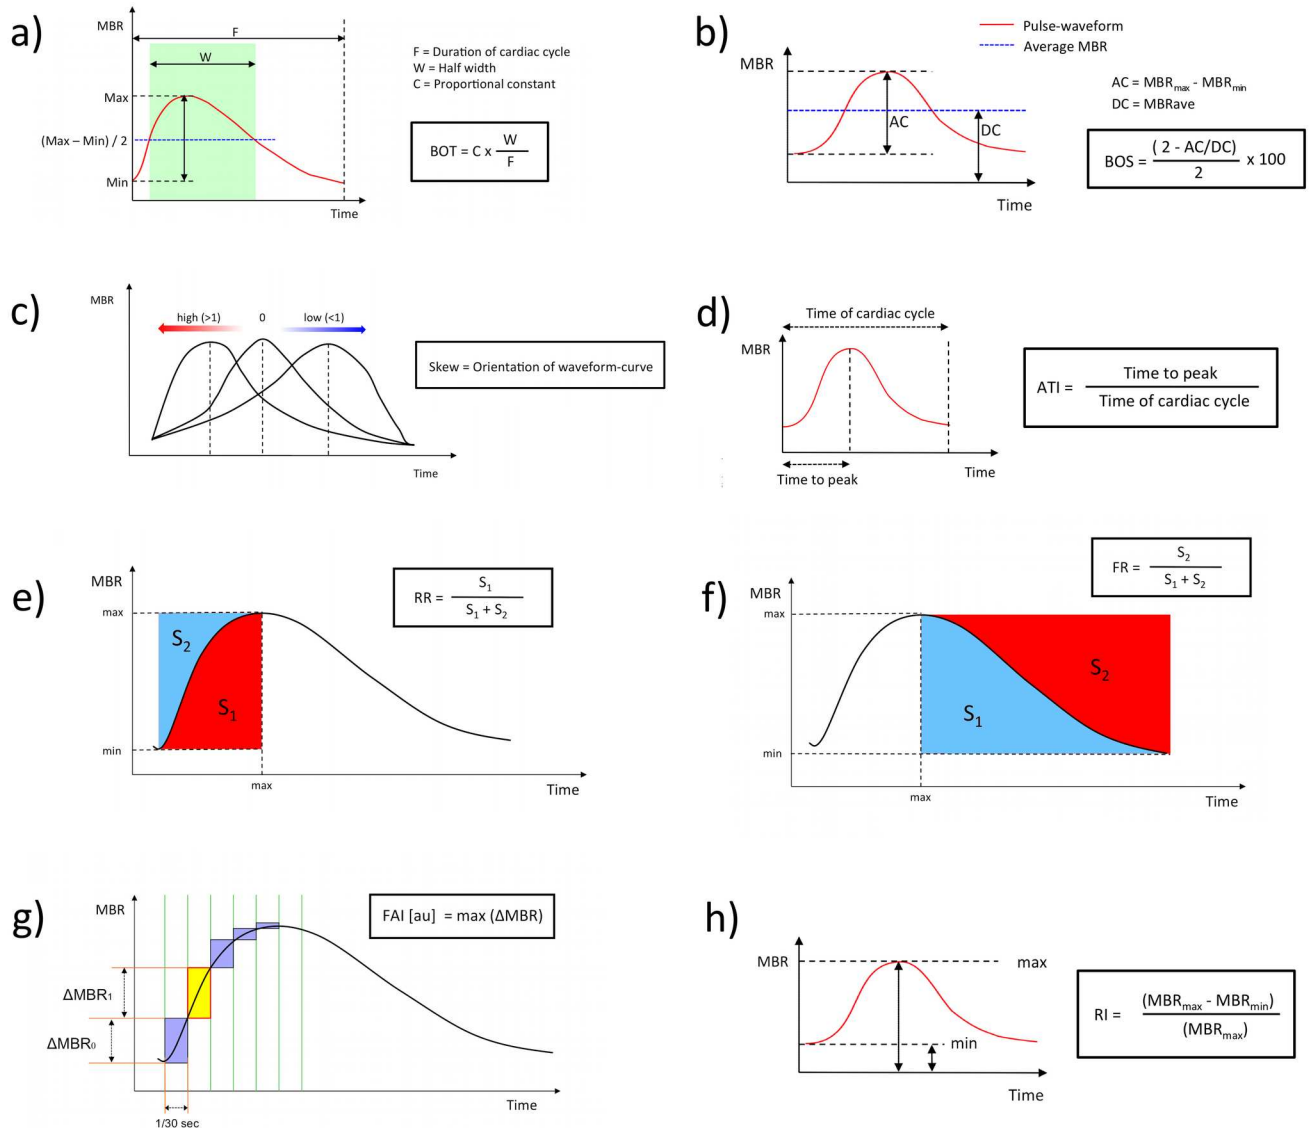 a)
MBR
F
W
Max
(Max – Min) / 2
Min
Time
F = Duration of cardiac cycle
W = Half width
C = Proportional constant
BOT = C x W / F
b)
Pulse-waveform
Average MBR
MBR
AC
DC
Time
AC = MBRmax - MBRmin
DC = MBRave
BOS = (2 - AC/DC) / 2 x 100
c)
MBR
high (>1)
0
low (<1)
Time
Skew = Orientation of waveform-curve
d)
Time of cardiac cycle
MBR
Time
Time to peak
ATI = Time to peak / Time of cardiac cycle
e)
MBR
max
S2
S1
min
max
Time
RR = S1 / S1 + S2
f)
MBR
max
S2
S1
min
max
Time
FR = S2 / S1 + S2
g)
MBR
ΔMBR1
ΔMBR0
1/30 sec
Time
FAI [au] = max (ΔMBR)
h)
MBR
max
min
Time
RI = (MBRmax - MBRmin) / (MBRmax)